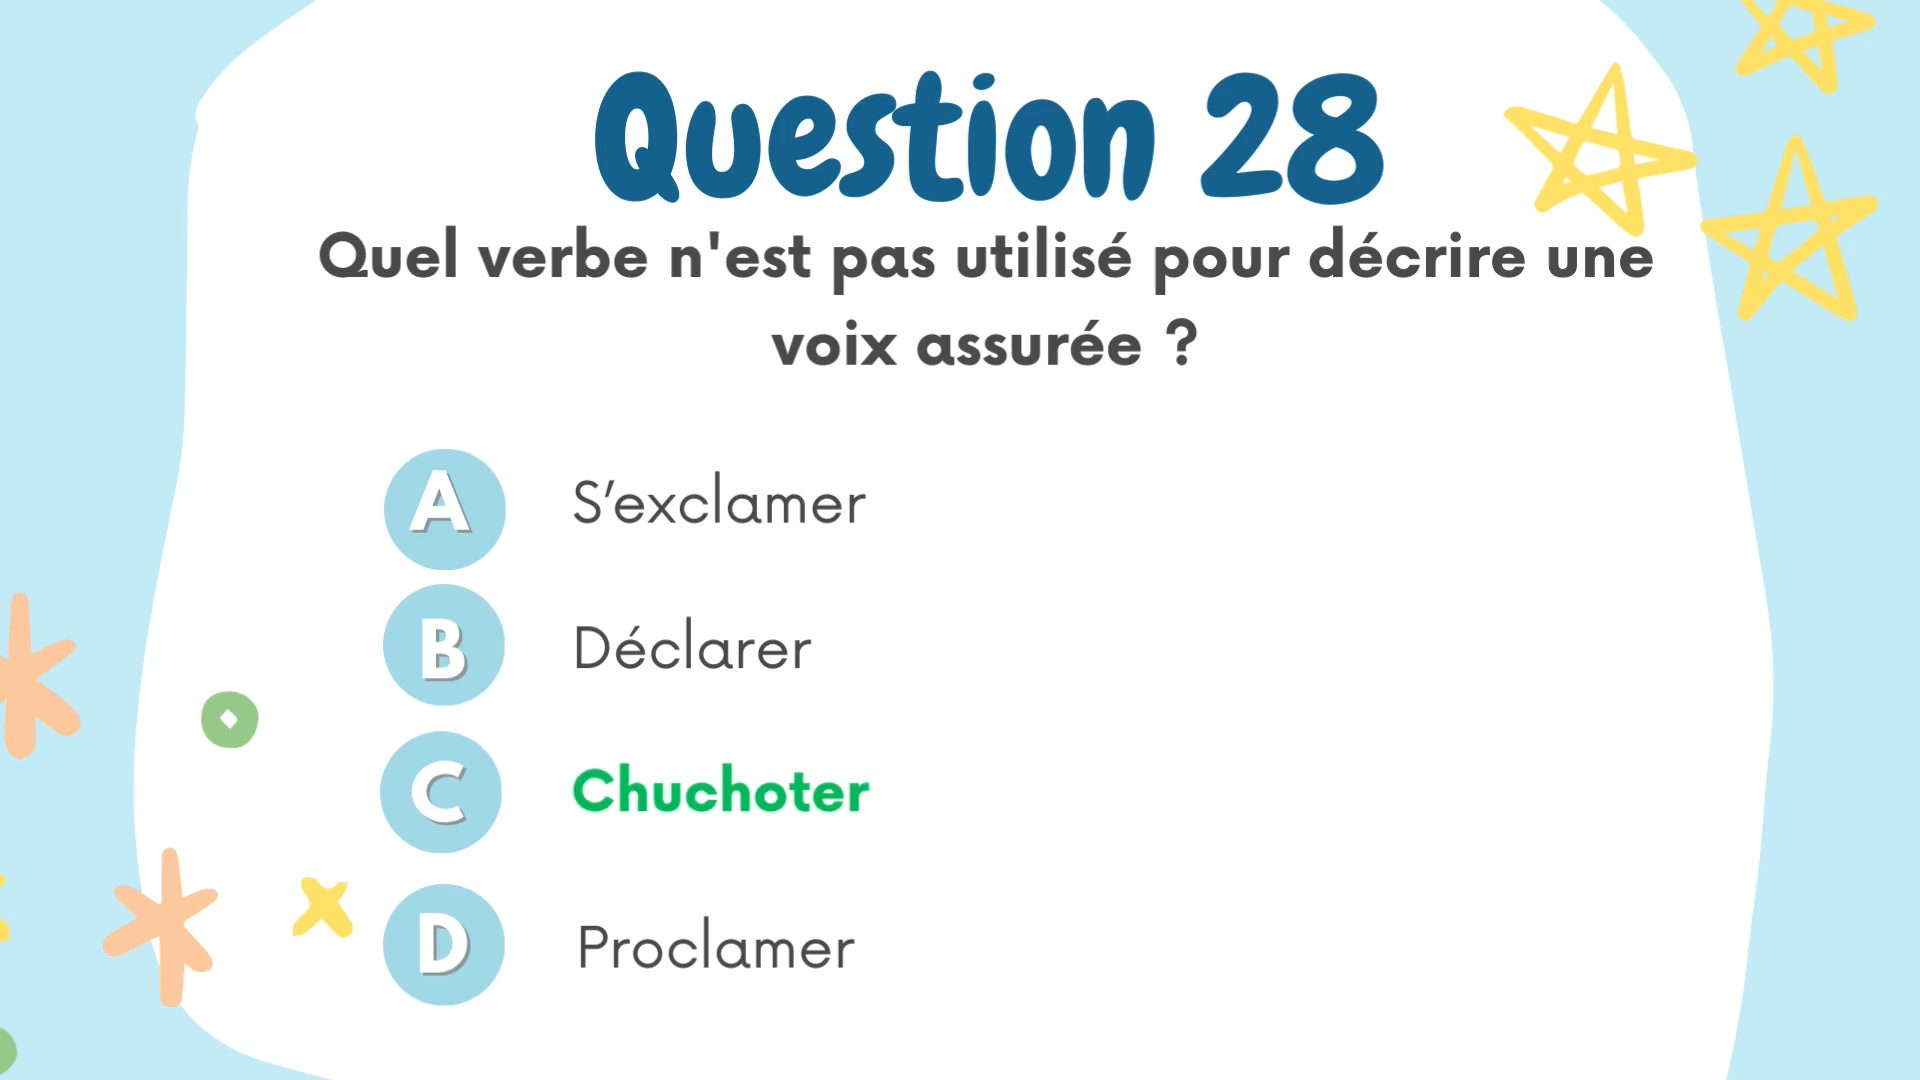 Question 28
Quel verbe n'est pas utilisé pour décrire une
voix assurée ?
A S’exclamer
B Déclarer
C Chuchoter
D Proclamer